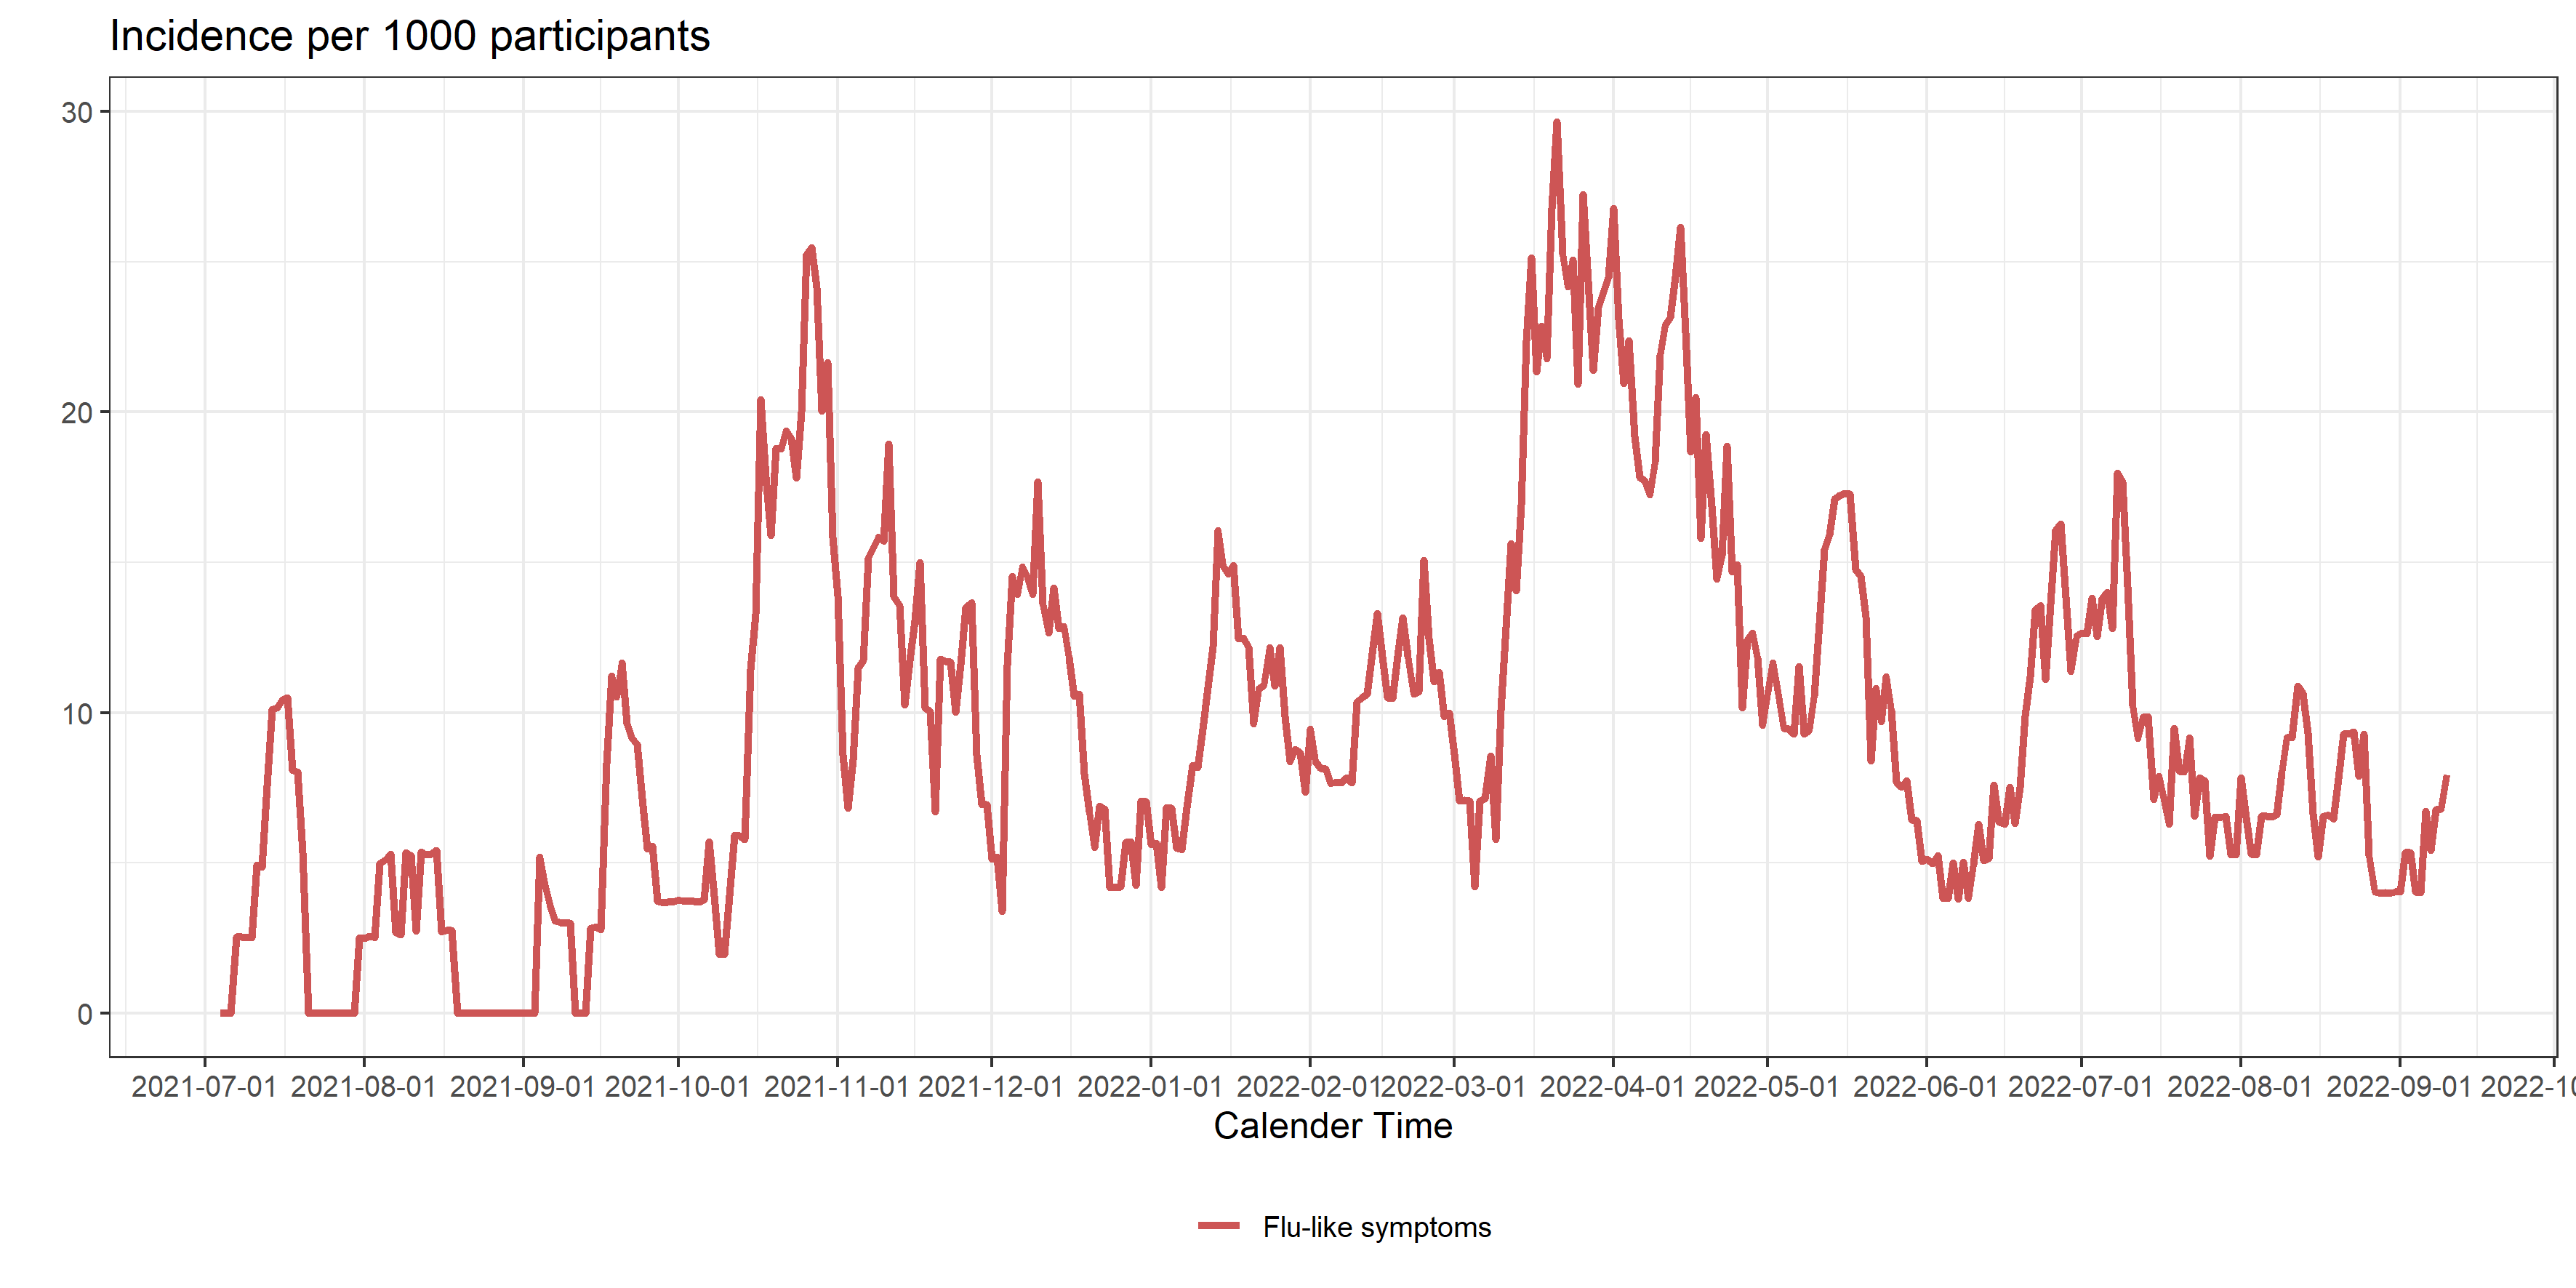 Incidence per 1000 participants
30
20
10
0
2021-07-01 2021-08-01 2021-09-01 2021-10-01 2021-11-01 2021-12-01 2022-01-01 2022-02-01 2022-03-01 2022-04-01 2022-05-01 2022-06-01 2022-07-01 2022-08-01 2022-09-01 2022-10
Calender Time
Flu-like symptoms